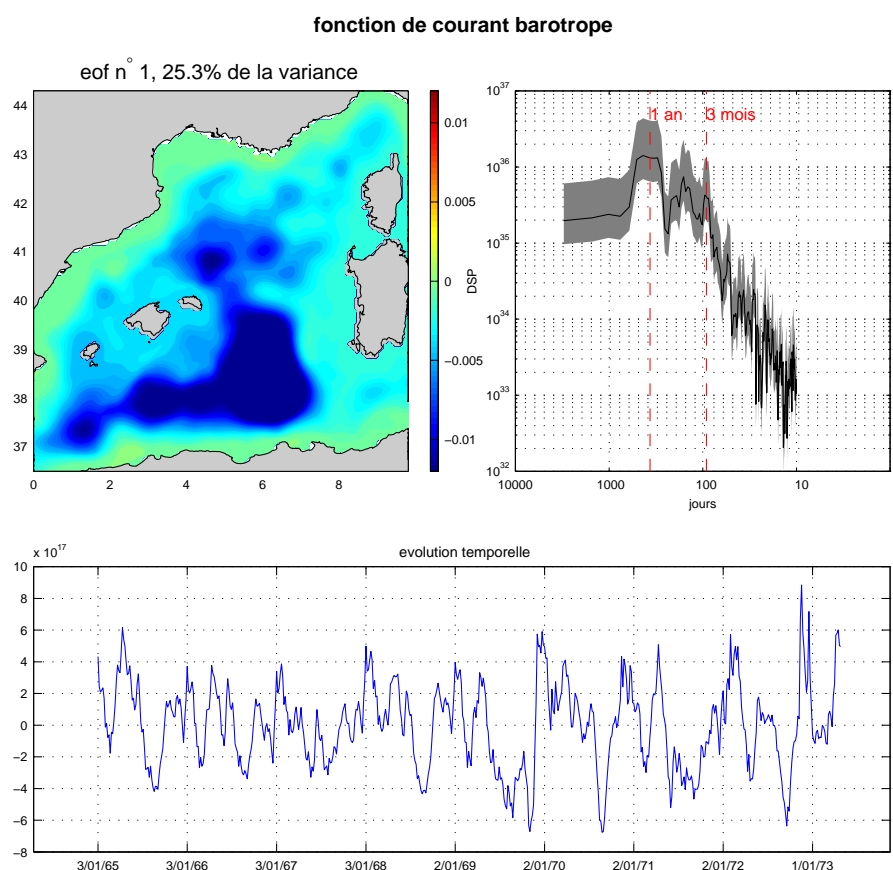 fonction de courant barotrope
eof n° 1, 25.3% de la variance
44
43
42
41
40
39
38
37
0 2 4 6 8
0.01
0.005
0
−0.005
−0.01
DSP
10^37
10^36
10^35
10^34
10^33
10^32
1 an
3 mois
10000 1000 100 10
jours
x 10^17
evolution temporelle
10
8
6
4
2
0
−2
−4
−6
−8
3/01/65 3/01/66 3/01/67 3/01/68 2/01/69 2/01/70 2/01/71 2/01/72 1/01/73